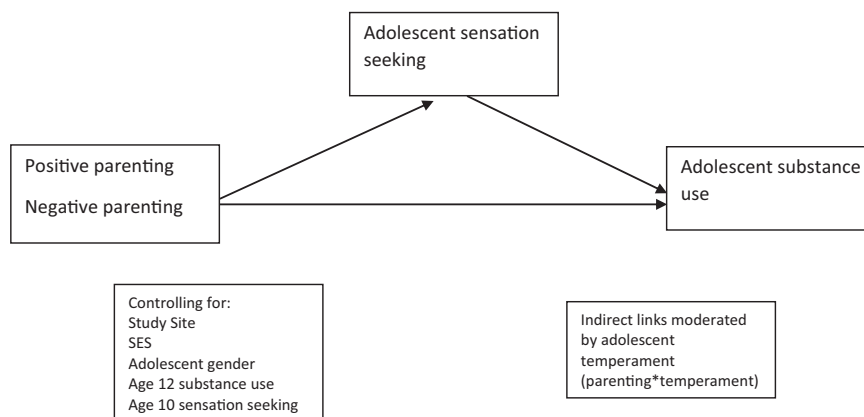 Adolescent sensation
seeking
Positive parenting
Negative parenting
Adolescent substance
use
Controlling for:
Study Site
SES
Adolescent gender
Age 12 substance use
Age 10 sensation seeking
Indirect links moderated
by adolescent
temperament
(parenting*temperament)